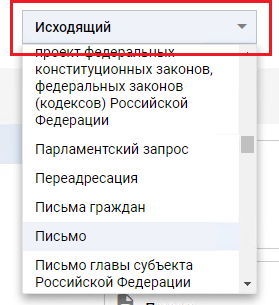 Исходящий
проект федеральных
конституционных законов,
федеральных законов
(кодексов) Российской
Федерации
Парламентский запрос
Переадресация
Письма граждан
Письмо
Письмо главы субъекта
Российской Федерации